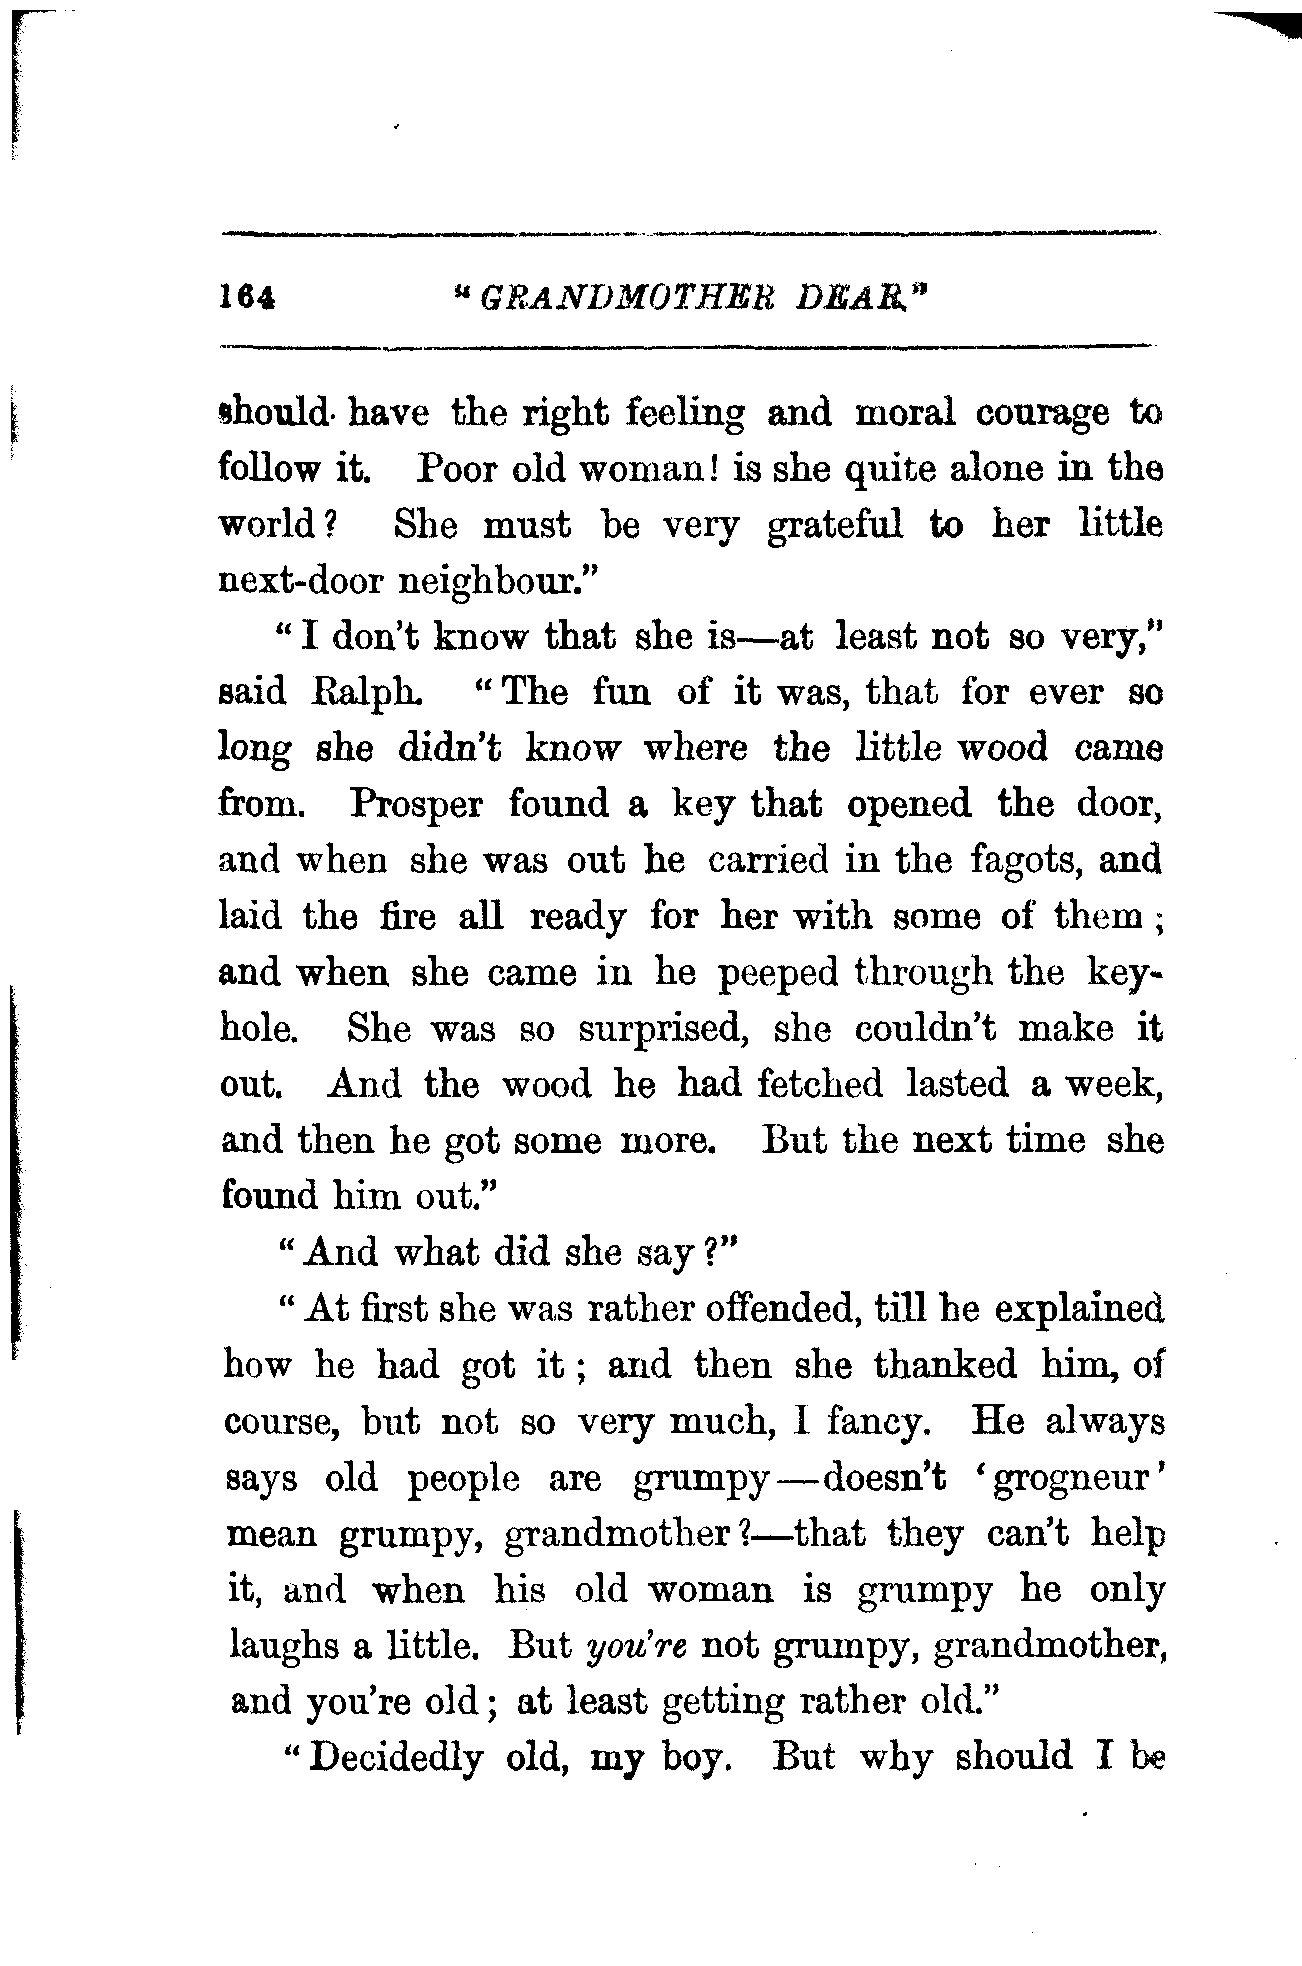 164 "GRANDMOTHER DEAR"
should have the right feeling and moral courage to
follow it. Poor old woman! is she quite alone in the
world? She must be very grateful to her little
next-door neighbour."
"I don't know that she is—at least not so very,"
said Ralph. "The fun of it was, that for ever so
long she didn't know where the little wood came
from. Prosper found a key that opened the door,
and when she was out he carried in the fagots, and
laid the fire all ready for her with some of them;
and when she came in he peeped through the key-
hole. She was so surprised, she couldn't make it
out. And the wood he had fetched lasted a week,
and then he got some more. But the next time she
found him out."
"And what did she say?"
"At first she was rather offended, till he explained
how he had got it; and then she thanked him, of
course, but not so very much, I fancy. He always
says old people are grumpy—doesn't 'grogneur'
mean grumpy, grandmother?—that they can't help
it, and when his old woman is grumpy he only
laughs a little. But you're not grumpy, grandmother,
and you're old; at least getting rather old."
"Decidedly old, my boy. But why should I be